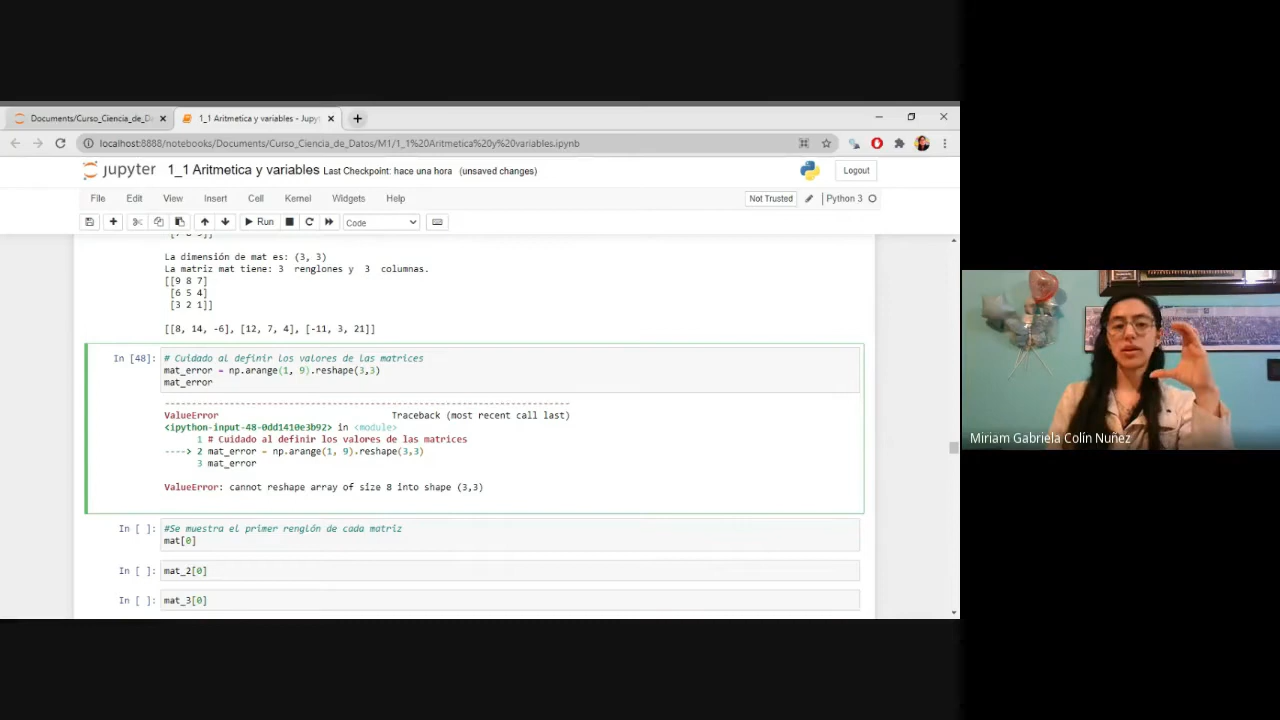 Documents/Curso_Ciencia_de_Da
1_1 Aritmetica y variables - Jupyt
localhost:8888/notebooks/Documents/Curso_Ciencia_de_Datos/M1/1_1%20Aritmetica%20y%20variables.ipynb
jupyter 1_1 Aritmetica y variables Last Checkpoint: hace una hora (unsaved changes)
Logout
File Edit View Insert Cell Kernel Widgets Help
Not Trusted
Python 3
Run
Code
La dimensión de mat es: (3, 3)
La matriz mat tiene: 3 renglones y 3 columnas.
[[9 8 7]
[6 5 4]
[3 2 1]]
[[8, 14, -6], [12, 7, 4], [-11, 3, 21]]
In [48]: # Cuidado al definir los valores de las matrices
mat_error = np.arange(1, 9).reshape(3,3)
mat_error
---------------------------------------------------------------------------
ValueError Traceback (most recent call last)
<ipython-input-48-0dd1410e3b92> in <module>
1 # Cuidado al definir los valores de las matrices
----> 2 mat_error = np.arange(1, 9).reshape(3,3)
3 mat_error
ValueError: cannot reshape array of size 8 into shape (3,3)
In [ ]: #Se muestra el primer renglón de cada matriz
mat[0]
In [ ]: mat_2[0]
In [ ]: mat_3[0]
Miriam Gabriela Colín Nuñez